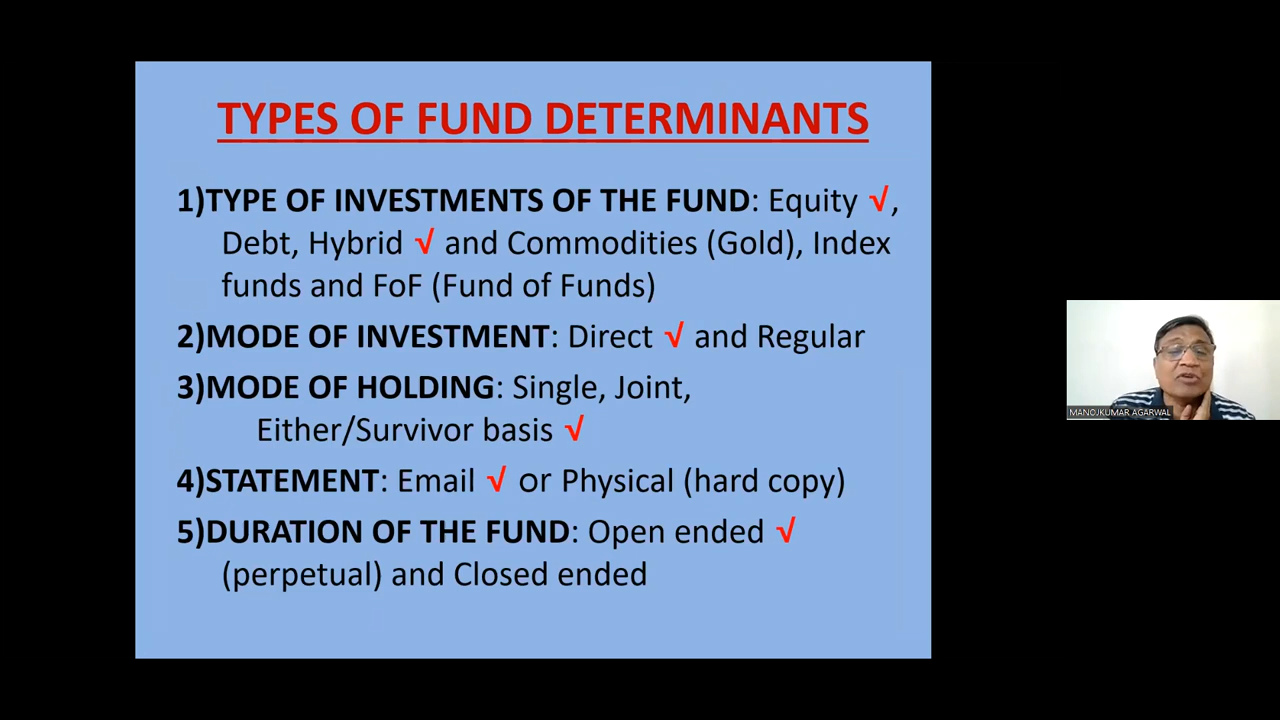 TYPES OF FUND DETERMINANTS
1)TYPE OF INVESTMENTS OF THE FUND: Equity √,
Debt, Hybrid √ and Commodities (Gold), Index
funds and FoF (Fund of Funds)
2)MODE OF INVESTMENT: Direct √ and Regular
3)MODE OF HOLDING: Single, Joint,
Either/Survivor basis √
4)STATEMENT: Email √ or Physical (hard copy)
5)DURATION OF THE FUND: Open ended √
(perpetual) and Closed ended
MANOJKUMAR AGARWAL